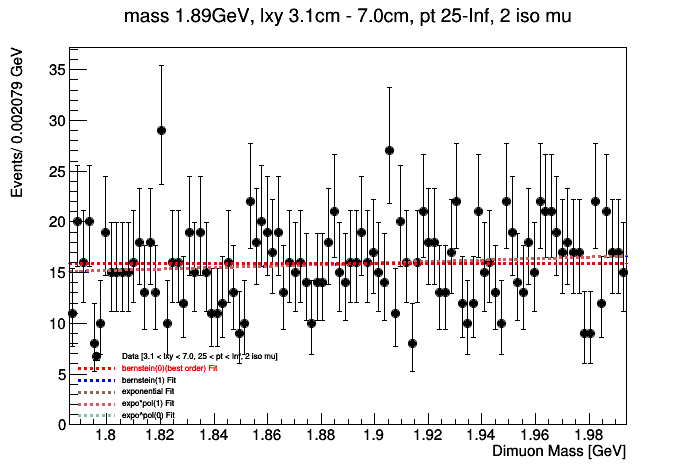 mass 1.89GeV, lxy 3.1cm - 7.0cm, pt 25-Inf, 2 iso mu
Events/ 0.002079 GeV
35
30
25
20
15
10
5
0
Data [3.1 < lxy < 7.0, 25 < pt < Inf, 2 iso mu]
bernstein(0)(best order) Fit
bernstein(1) Fit
exponential Fit
expo*pol(1) Fit
expo^pol(0) Fit
1.8 1.82 1.84 1.86 1.88 1.9 1.92 1.94 1.96 1.98
Dimuon Mass [GeV]